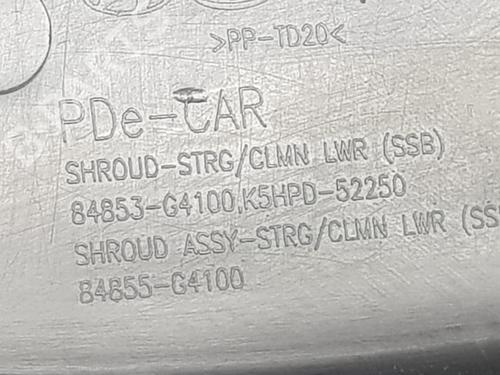 >PP-TD20<
PDe-CAR
SHROUD-STRG/CLMN LWR (SSB)
84853-G4100,K5HPD-52250
SHROUD ASSY-STRG/CLMN LWR (SS
84855-G4100